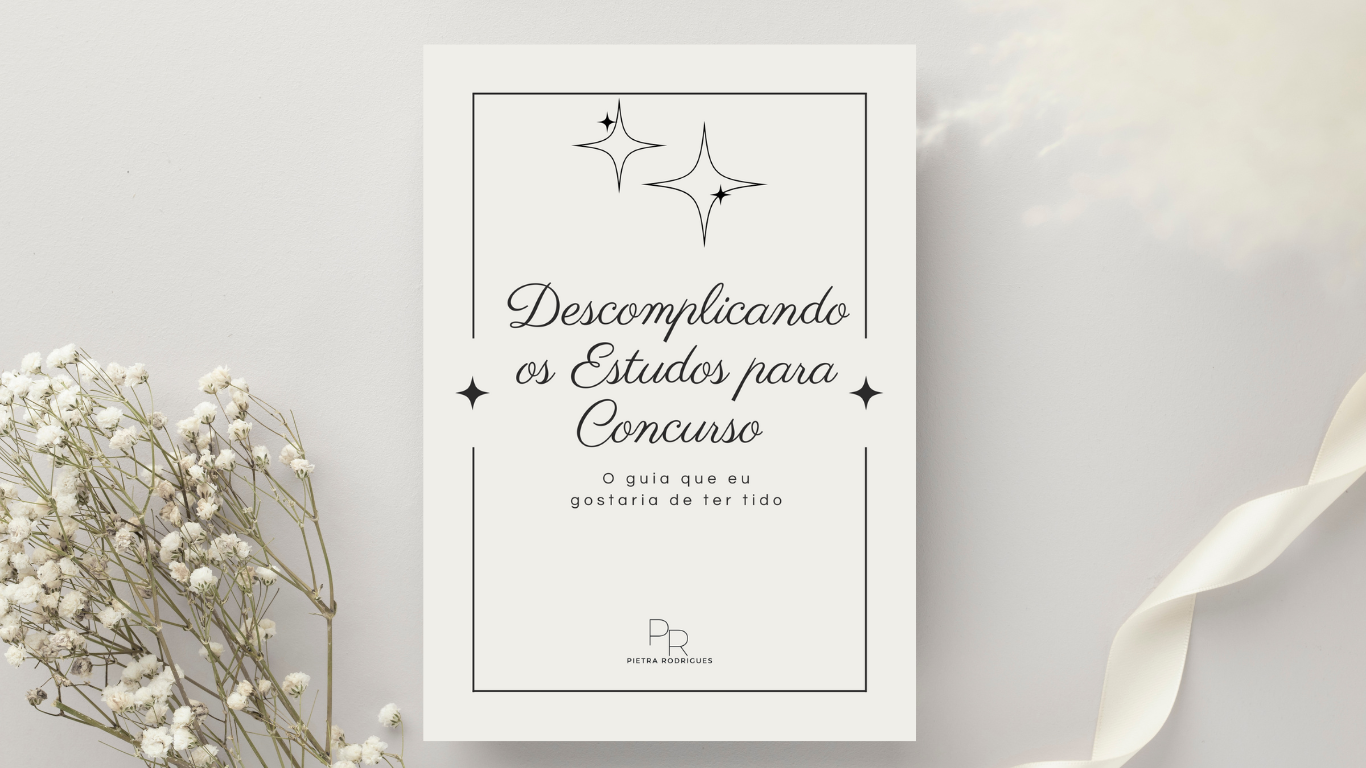 Descomplicando
os Estudos para
Concurso
O guia que eu
gostaria de ter tido
PR
PIETRA RODRIGUES